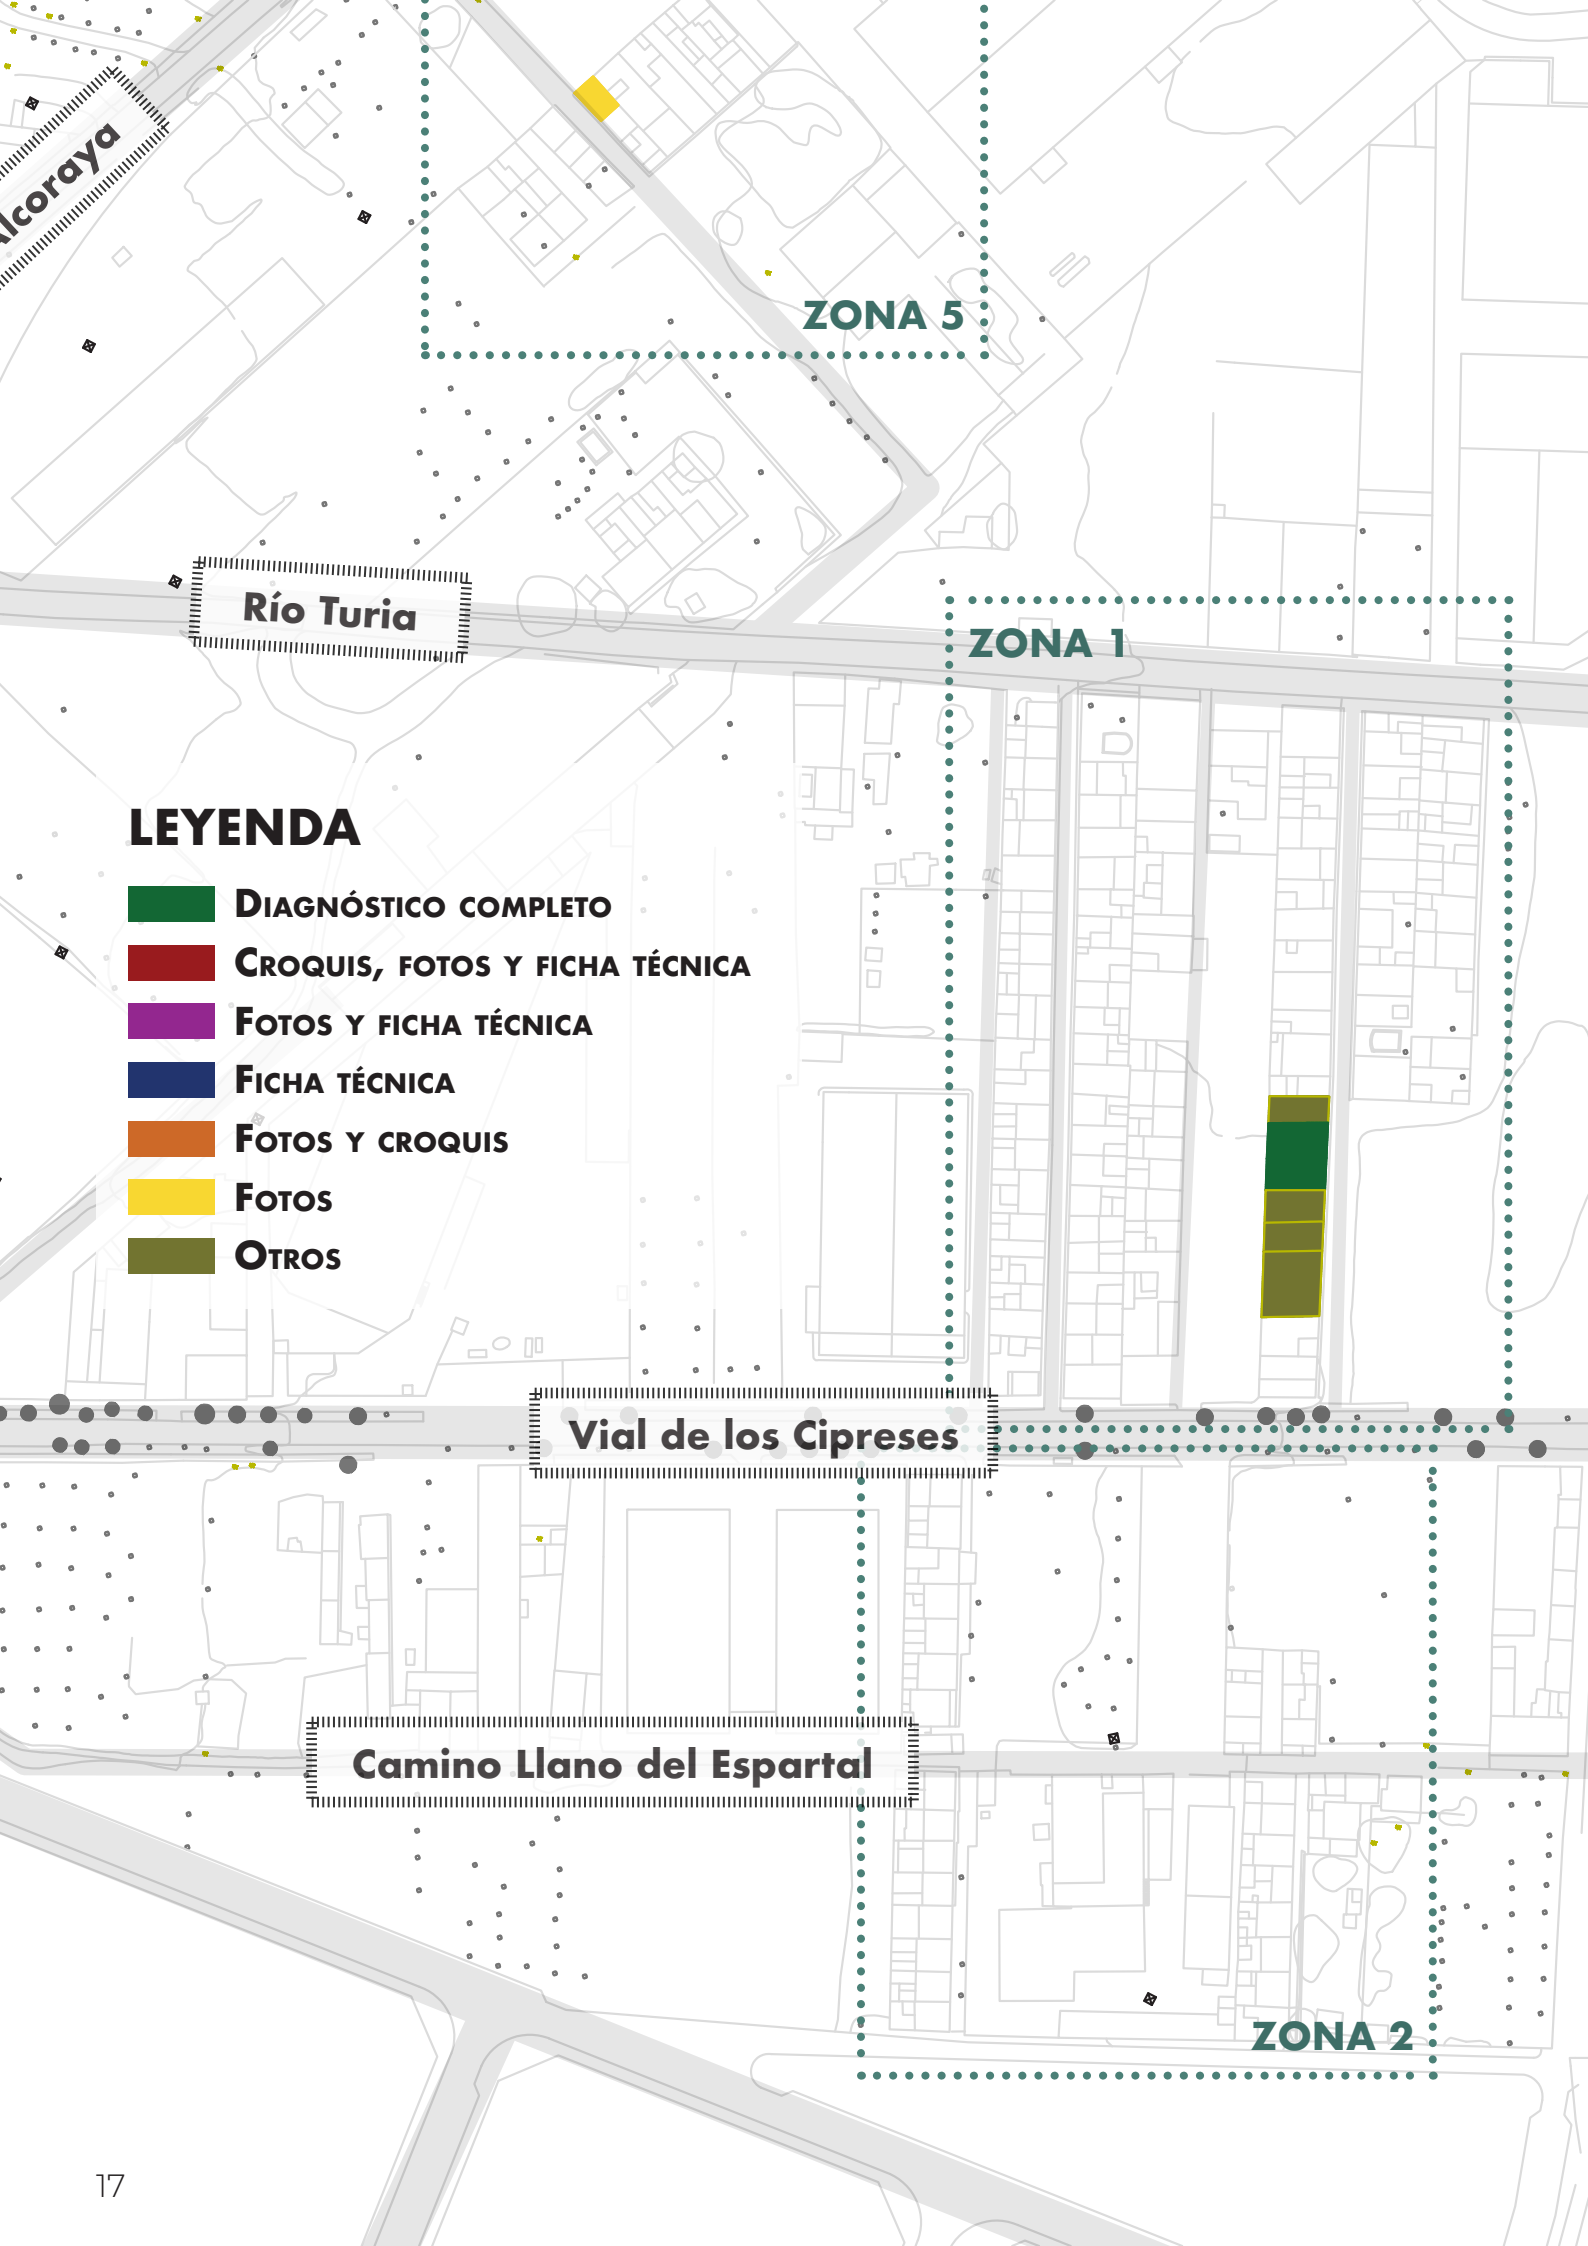 Alcoraya
ZONA 5
Río Turia
ZONA 1
LEYENDA
Diagnóstico completo
Croquis, fotos y ficha técnica
Fotos y ficha técnica
Ficha técnica
Fotos y croquis
Fotos
Otros
Vial de los Cipreses
Camino Llano del Espartal
ZONA 2
17